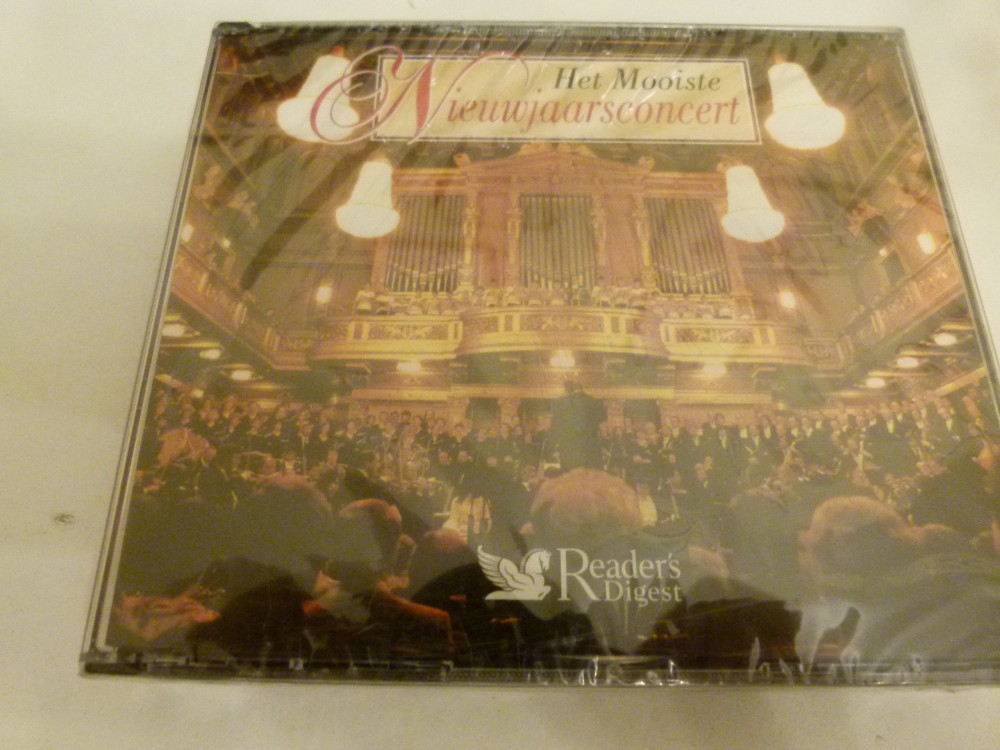 Het Mooiste
Nieuwjaarsconcert
Reader's
Digest